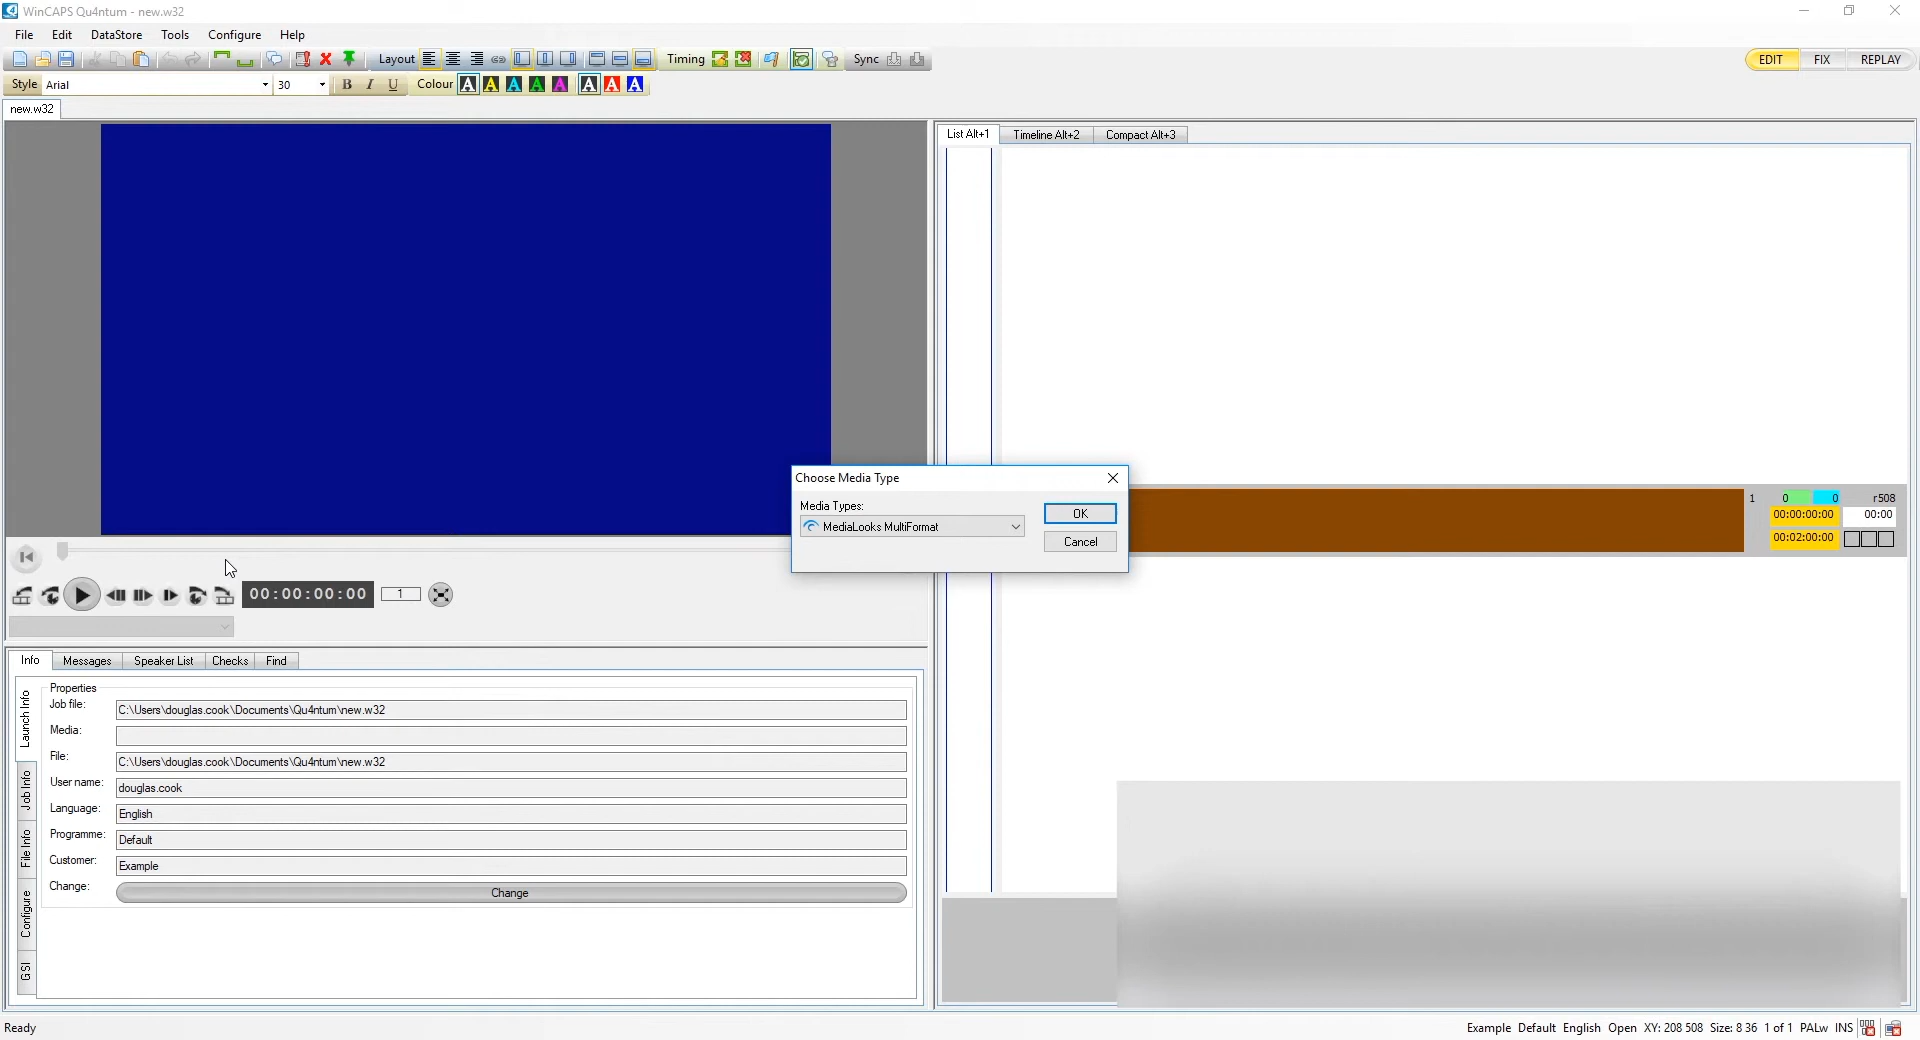 WinCAPS Qu4ntum - new.w32
File Edit DataStore Tools Configure Help
Layout Timing Sync EDIT FIX REPLAY
Style Arial 30 B I U Colour A A A A A A A A
new.w32
List Alt+1 Timeline Alt+2 Compact Alt+3
Choose Media Type
Media Types:
MediaLooks MultiFormat
OK
Cancel
1 0 0 r508
00:00:00:00 00:00
00:02:00:00
00:00:00:00 1
Info Messages Speaker List Checks Find
Launch Info
Job Info
File Info
Configure
GSI
Properties
Job file: C:\Users\douglas.cook\Documents\Qu4ntum\new.w32
Media:
File: C:\Users\douglas.cook\Documents\Qu4ntum\new.w32
User name: douglas.cook
Language: English
Programme: Default
Customer: Example
Change: Change
Ready
Example Default English Open XY: 208 508 Size: 8 36 1 of 1 PALw INS